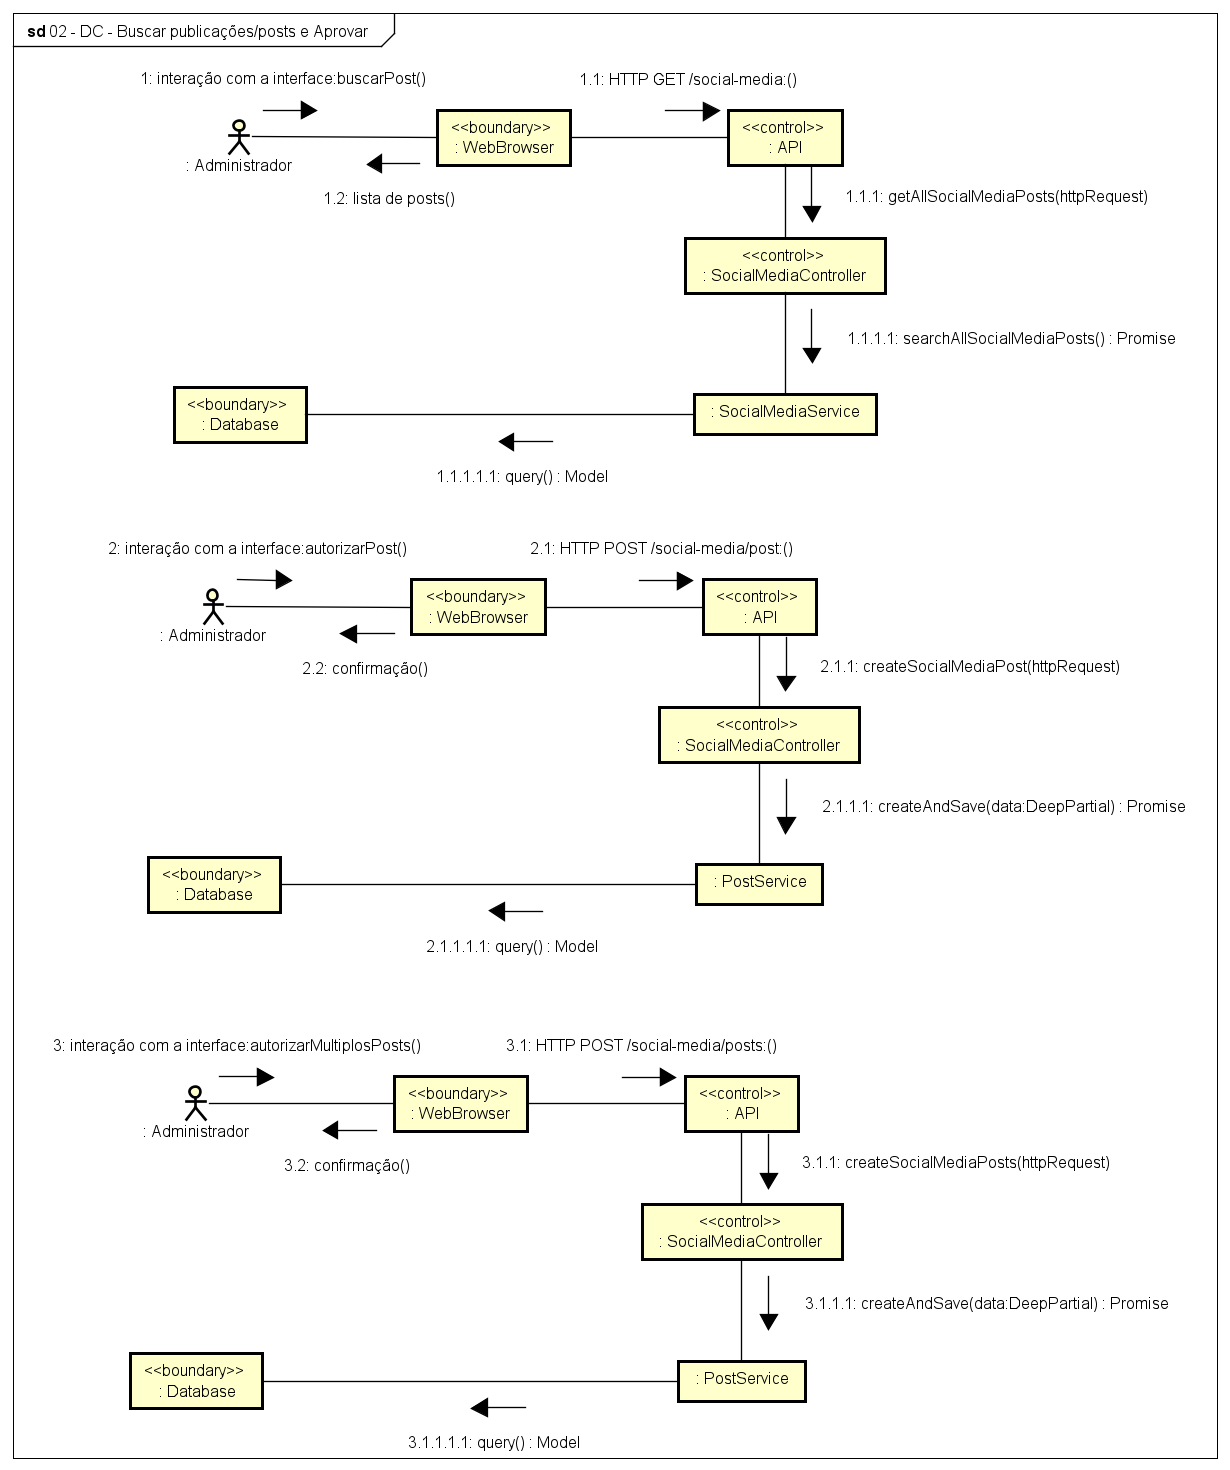 sd 02 - DC - Buscar publicações/posts e Aprovar
1: interação com a interface:buscarPost()
1.1: HTTP GET /social-media:()
<<boundary>>
: WebBrowser
<<control>>
: API
: Administrador
1.2: lista de posts()
1.1.1: getAllSocialMediaPosts(httpRequest)
<<control>>
: SocialMediaController
1.1.1.1: searchAllSocialMediaPosts() : Promise
<<boundary>>
: Database
: SocialMediaService
1.1.1.1.1: query() : Model
2: interação com a interface:autorizarPost()
2.1: HTTP POST /social-media/post:()
<<boundary>>
: WebBrowser
<<control>>
: API
: Administrador
2.2: confirmação()
2.1.1: createSocialMediaPost(httpRequest)
<<control>>
: SocialMediaController
2.1.1.1: createAndSave(data:DeepPartial) : Promise
<<boundary>>
: Database
: PostService
2.1.1.1.1: query() : Model
3: interação com a interface:autorizarMultiplosPosts()
3.1: HTTP POST /social-media/posts:()
<<boundary>>
: WebBrowser
<<control>>
: API
: Administrador
3.2: confirmação()
3.1.1: createSocialMediaPosts(httpRequest)
<<control>>
: SocialMediaController
3.1.1.1: createAndSave(data:DeepPartial) : Promise
<<boundary>>
: Database
: PostService
3.1.1.1.1: query() : Model